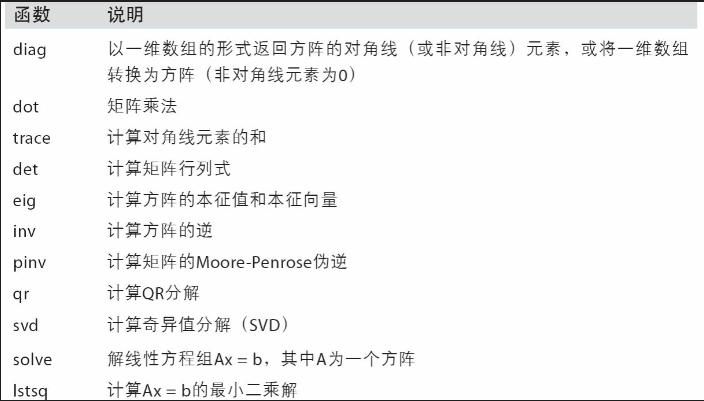 函数 说明
diag 以一维数组的形式返回方阵的对角线（或非对角线）元素，或将一维数组
转换为方阵（非对角线元素为0）
dot 矩阵乘法
trace 计算对角线元素的和
det 计算矩阵行列式
eig 计算方阵的本征值和本征向量
inv 计算方阵的逆
pinv 计算矩阵的Moore-Penrose伪逆
qr 计算QR分解
svd 计算奇异值分解（SVD）
solve 解线性方程组Ax = b，其中A为一个方阵
lstsq 计算Ax = b的最小二乘解